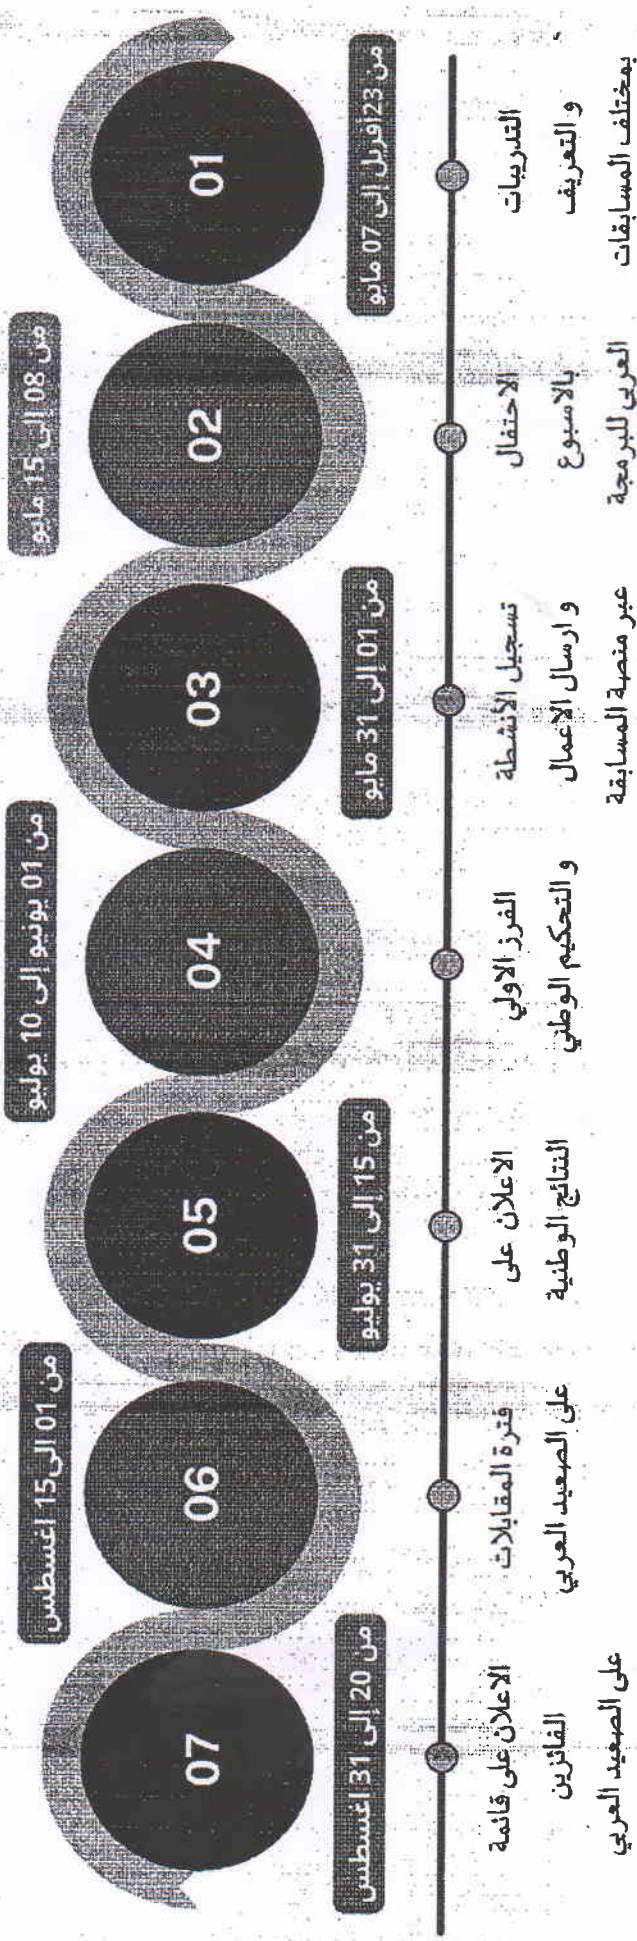 01
من 23 افريل إلى 07 مايو
التدريبات
و التعريف
بمختلف المسابقات
02
من 08 إلى 15 مايو
الاحتفال
بالاسبوع
العربي للبرمجة
03
من 01 إلى 31 مايو
تسجيل الأنشطة
و ارسال الاعمال
عبر منصة المسابقة
04
من 01 يونيو إلى 10 يوليو
الفرز الاولي
و التحكيم الوطني
05
من 15 إلى 31 يوليو
الاعلان على
النتائج الوطنية
06
من 01 الى 15 اغسطس
فترة المقابلات
على الصعيد العربي
07
من 20 إلى 31 اغسطس
الاعلان على قائمة
الفائزين
على الصعيد العربي